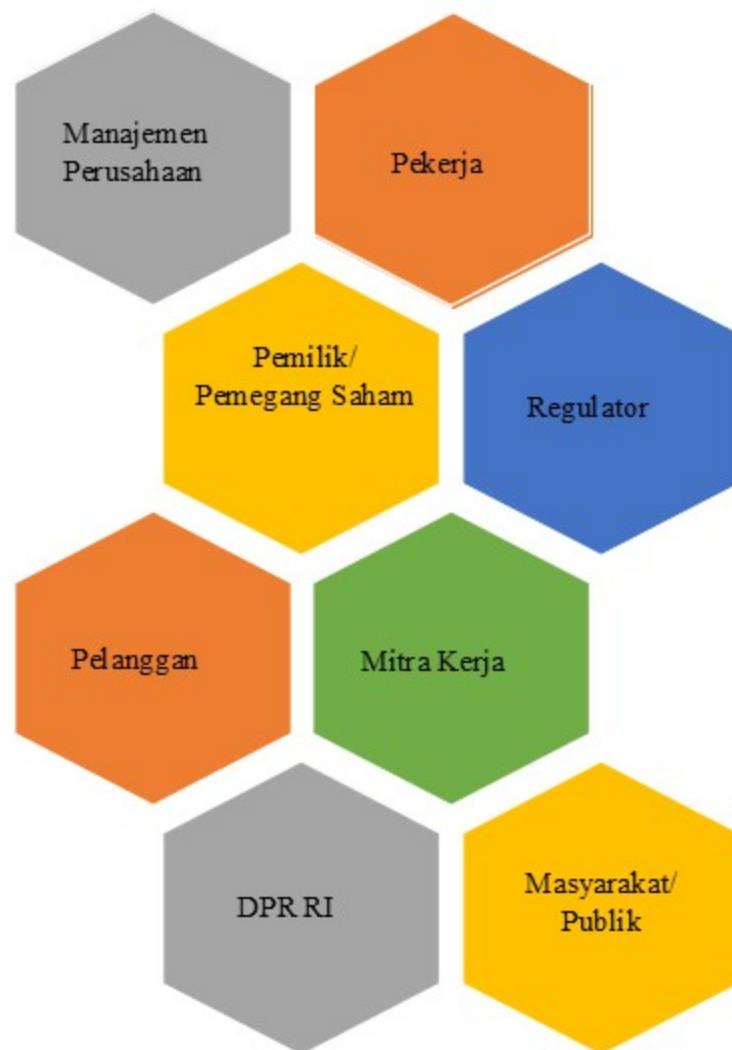 Manajemen
Perusahaan
Pekerja
Pemilik/
Pemegang Saham
Regulator
Pelanggan
Mitra Kerja
DPR RI
Masyarakat/
Publik